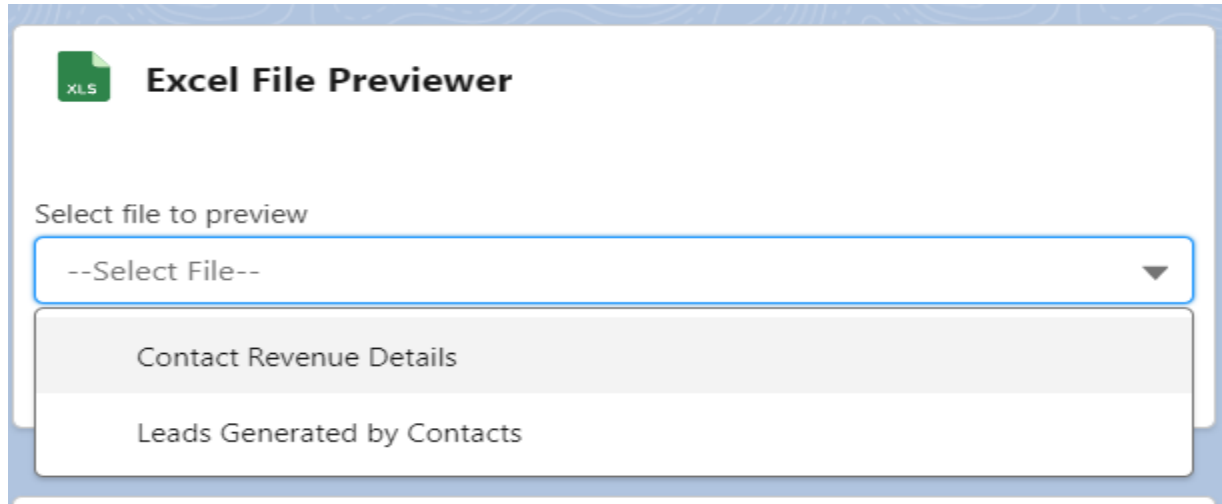 XLS
Excel File Previewer
Select file to preview
--Select File--
Contact Revenue Details
Leads Generated by Contacts